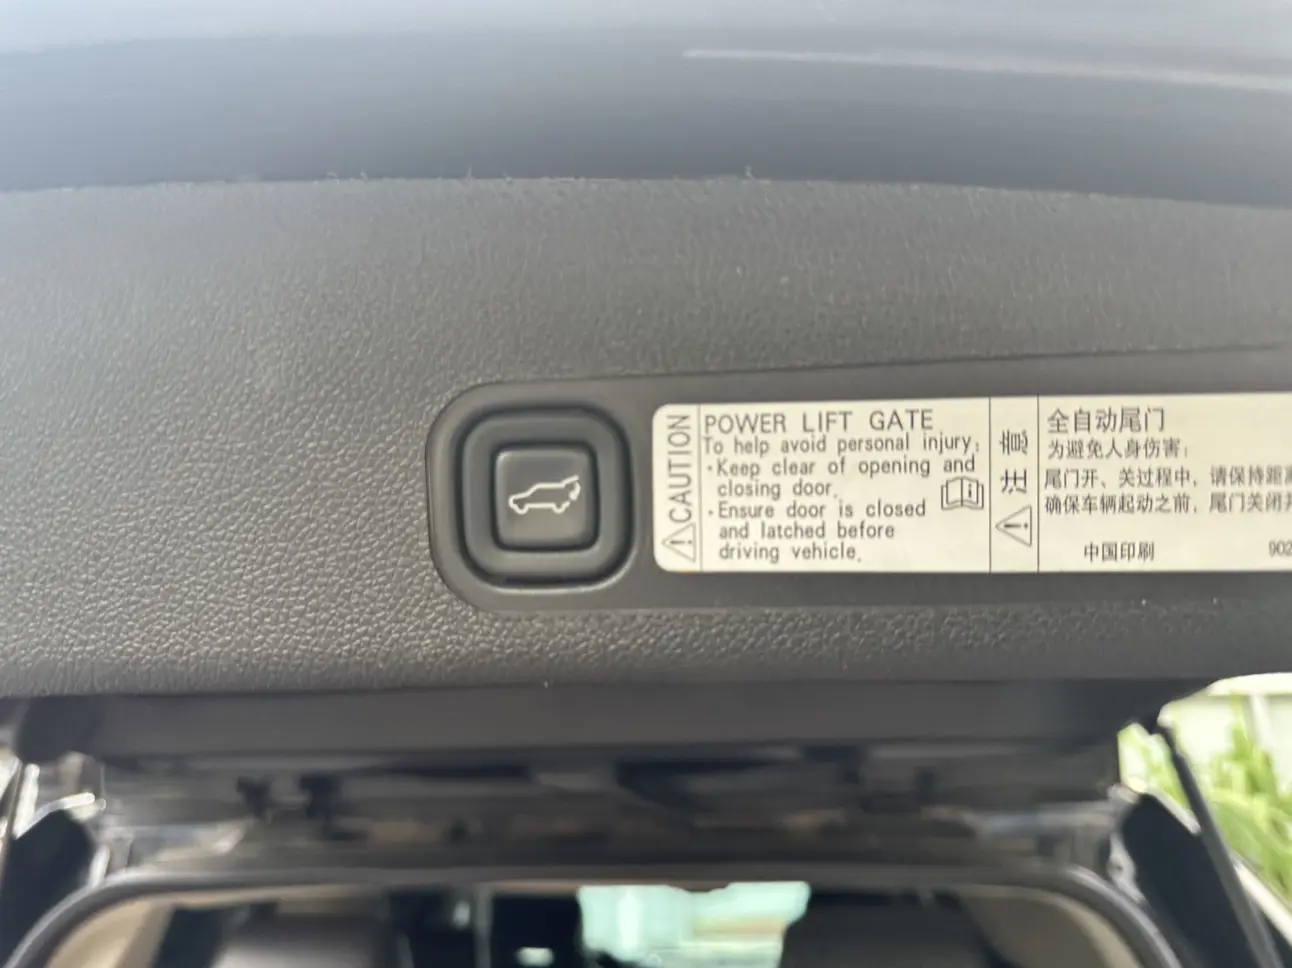 CAUTION
POWER LIFT GATE
To help avoid personal injury:
·Keep clear of opening and
closing door.
·Ensure door is closed
and latched before
driving vehicle.
注意
全自动尾门
为避免人身伤害:
尾门开、关过程中,请保持距离
确保车辆起动之前,尾门关闭并
中国印刷
902